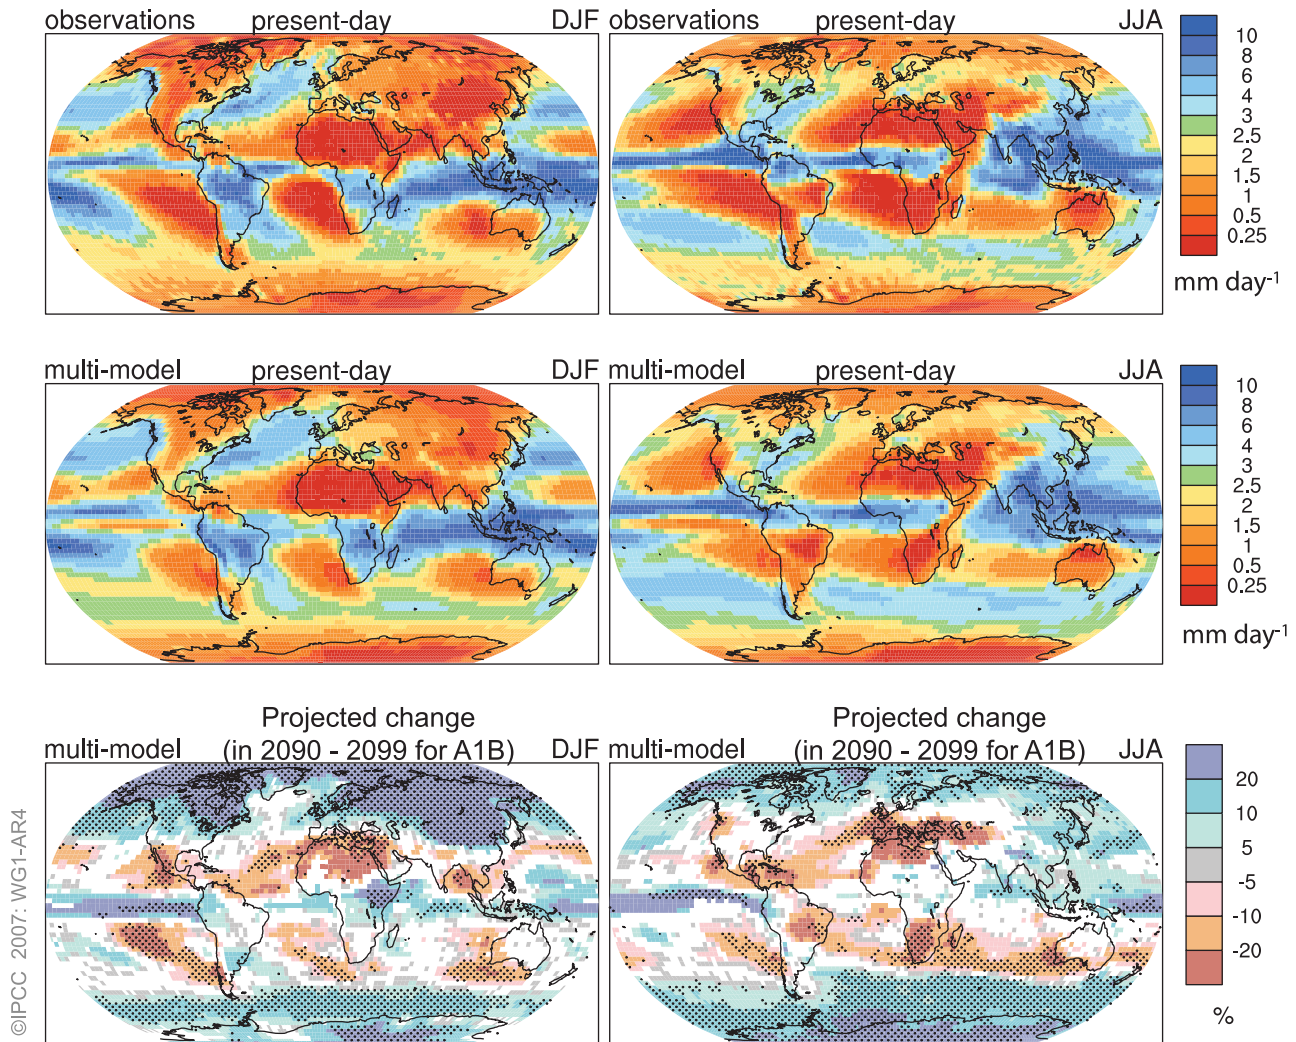 observations present-day DJF
observations present-day JJA
10
8
6
4
3
2.5
2
1.5
1
0.5
0.25
mm day-1
multi-model present-day DJF
multi-model present-day JJA
10
8
6
4
3
2.5
2
1.5
1
0.5
0.25
mm day-1
Projected change
multi-model (in 2090 - 2099 for A1B) DJF
Projected change
multi-model (in 2090 - 2099 for A1B) JJA
20
10
5
-5
-10
-20
%
©IPCC 2007: WG1-AR4